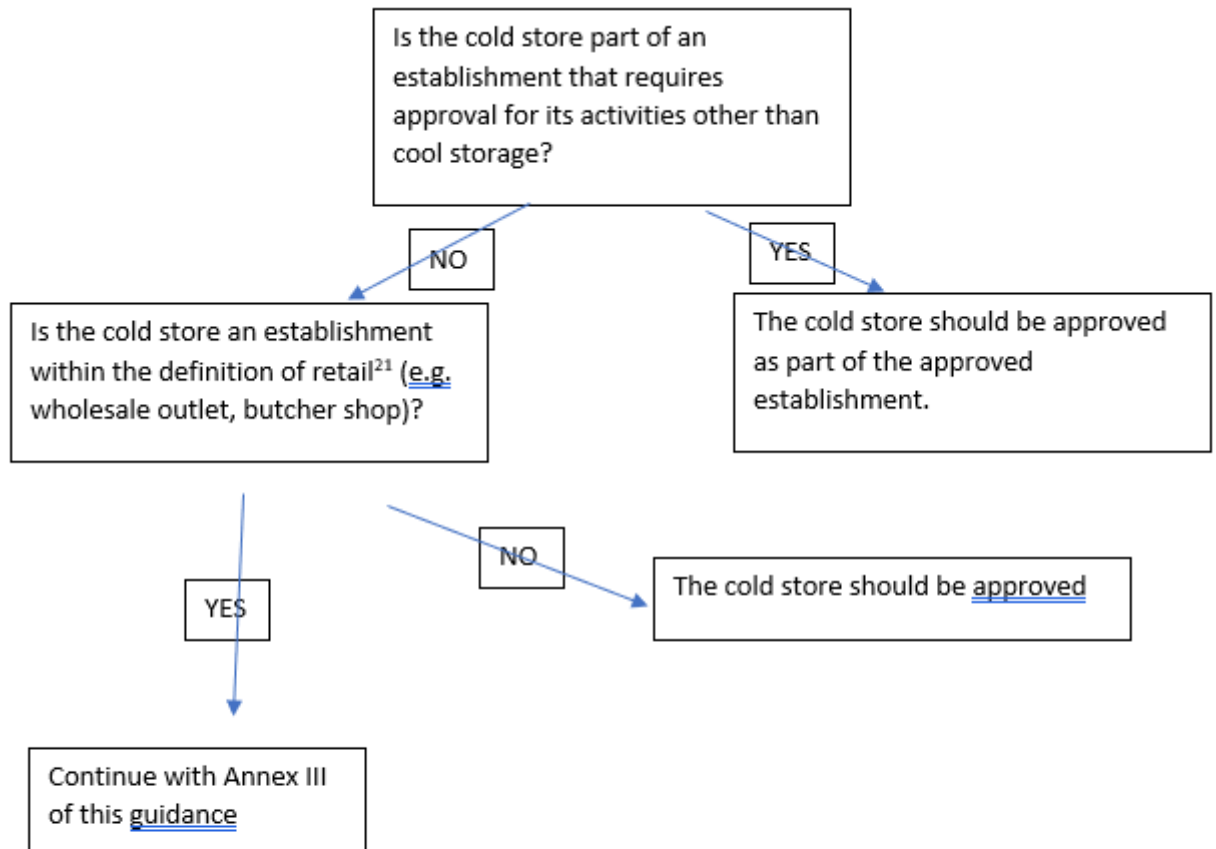 Is the cold store part of an
establishment that requires
approval for its activities other than
cool storage?
NO
YES
Is the cold store an establishment
within the definition of retail²¹ (e.g.
wholesale outlet, butcher shop)?
The cold store should be approved
as part of the approved
establishment.
NO
The cold store should be approved
YES
Continue with Annex III
of this guidance